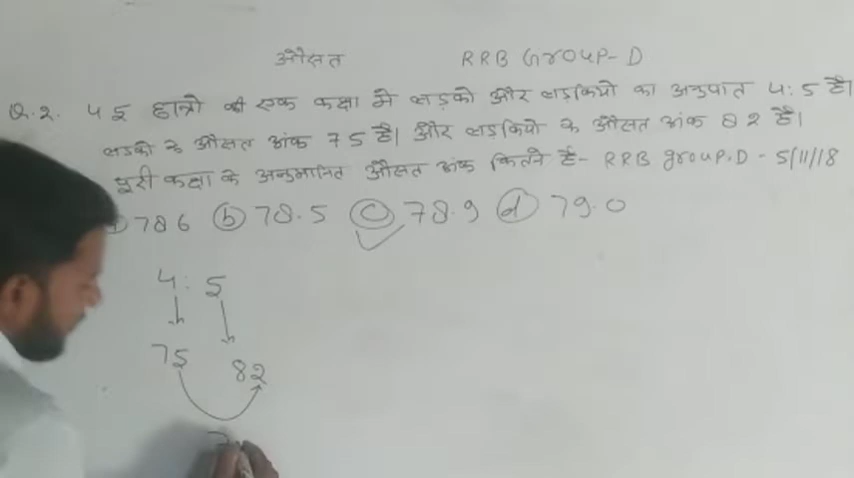 औसत RRB GROUP-D
Q.2. 45 छात्रो की एक कक्षा मे लड़को और लड़कियो का अनुपात 4:5 है।
लड़को के औसत अंक 75 है। और लड़कियो के औसत अंक 82 है।
पूरी कक्षा के अनुमानित औसत अंक कितने है- RRB group.D - 5/11/18
786 (b) 78.5 (c) 78.9 (d) 79.0
4 : 5
75 82
7